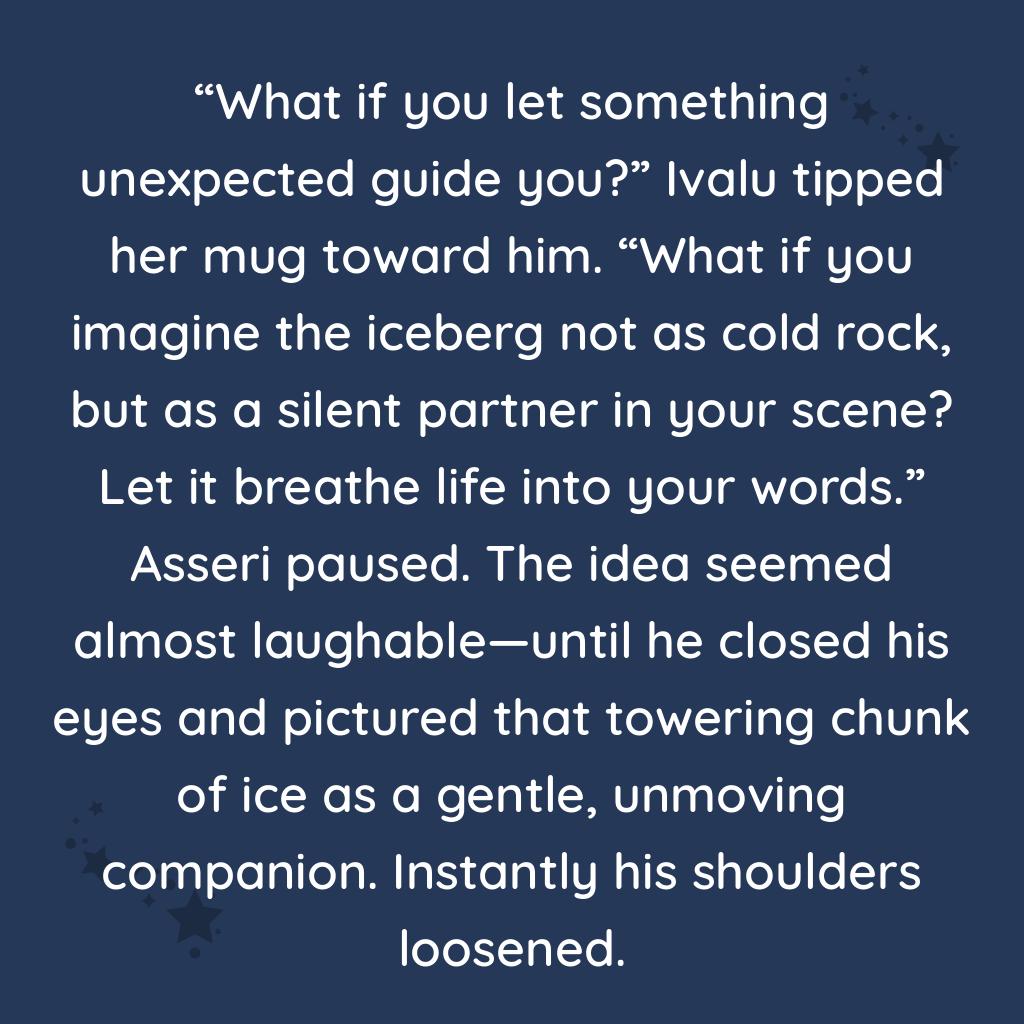 “What if you let something
unexpected guide you?” Ivalu tipped
her mug toward him. “What if you
imagine the iceberg not as cold rock,
but as a silent partner in your scene?
Let it breathe life into your words.”
Asseri paused. The idea seemed
almost laughable—until he closed his
eyes and pictured that towering chunk
of ice as a gentle, unmoving
companion. Instantly his shoulders
loosened.